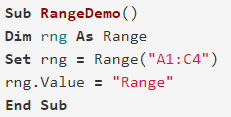 Sub RangeDemo()
Dim rng As Range
Set rng = Range("A1:C4")
rng.Value = "Range"
End Sub